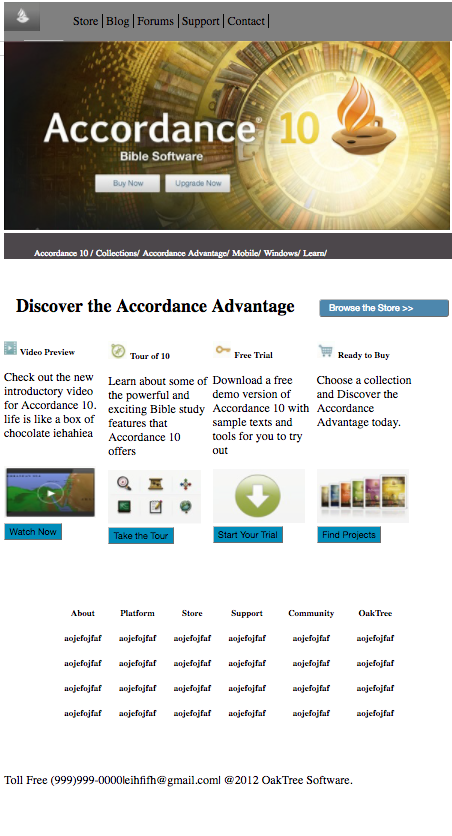 Store | Blog | Forums | Support | Contact |
Accordance® 10
Bible Software
Buy Now Upgrade Now
Accordance 10 / Collections/ Accordance Advantage/ Mobile/ Windows/ Learn/
Discover the Accordance Advantage
Browse the Store >>
Video Preview
Check out the new
introductory video
for Accordance 10.
life is like a box of
chocolate iehahiea
Watch Now
Tour of 10
Learn about some of
the powerful and
exciting Bible study
features that
Accordance 10
offers
Take the Tour
Free Trial
Download a free
demo version of
Accordance 10 with
sample texts and
tools for you to try
out
Start Your Trial
Ready to Buy
Choose a collection
and Discover the
Accordance
Advantage today.
Find Projects
About Platform Store Support Community OakTree
aojefojfaf aojefojfaf aojefojfaf aojefojfaf aojefojfaf aojefojfaf
aojefojfaf aojefojfaf aojefojfaf aojefojfaf aojefojfaf aojefojfaf
aojefojfaf aojefojfaf aojefojfaf aojefojfaf aojefojfaf aojefojfaf
aojefojfaf aojefojfaf aojefojfaf aojefojfaf aojefojfaf aojefojfaf
Toll Free (999)999-0000|eihfifh@gmail.com| @2012 OakTree Software.